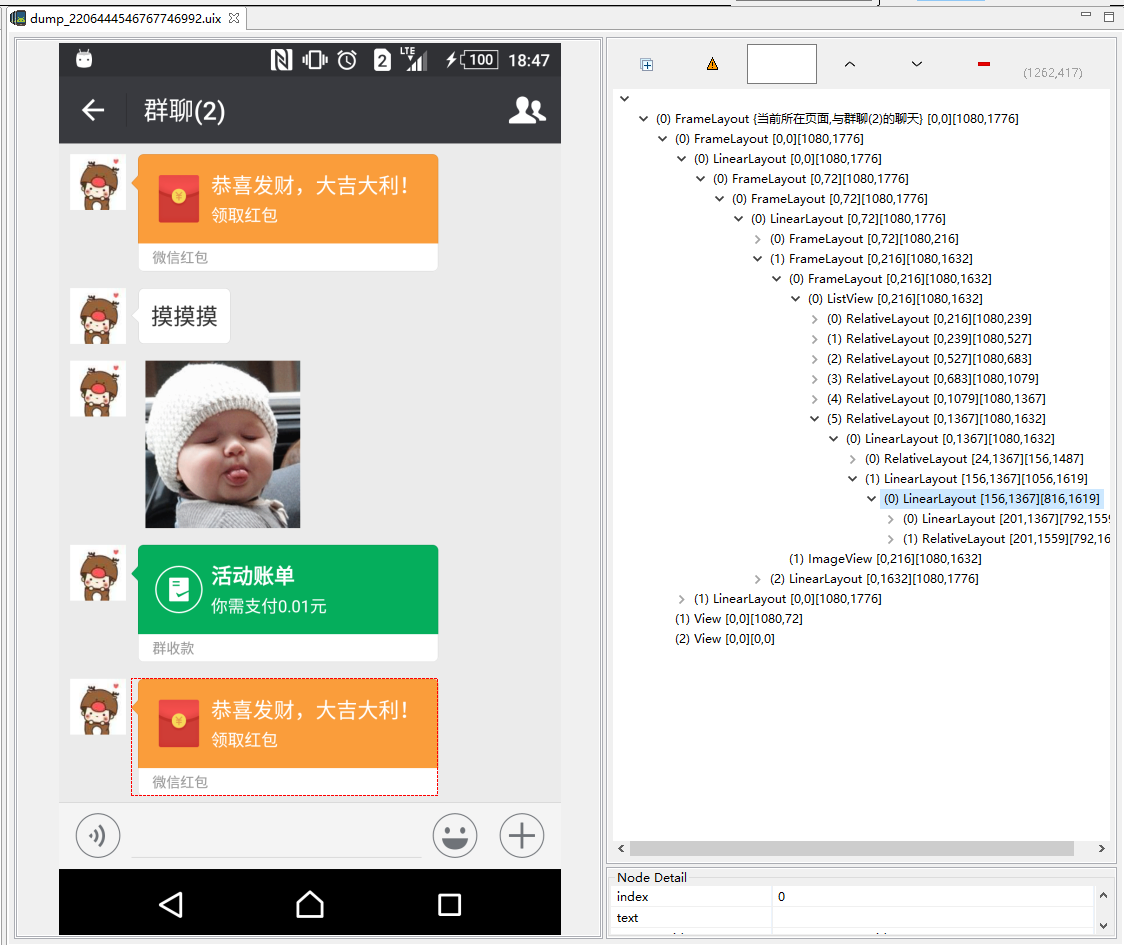 dump_2206444546767746992.uix
LTE
2
100
18:47
群聊(2)
恭喜发财，大吉大利！
领取红包
微信红包
摸摸摸
活动账单
你需支付0.01元
群收款
恭喜发财，大吉大利！
领取红包
微信红包
(1262,417)
(0) FrameLayout {当前所在页面,与群聊(2)的聊天} [0,0][1080,1776]
(0) FrameLayout [0,0][1080,1776]
(0) LinearLayout [0,0][1080,1776]
(0) FrameLayout [0,72][1080,1776]
(0) FrameLayout [0,72][1080,1776]
(0) LinearLayout [0,72][1080,1776]
(0) FrameLayout [0,72][1080,216]
(1) FrameLayout [0,216][1080,1632]
(0) FrameLayout [0,216][1080,1632]
(0) ListView [0,216][1080,1632]
(0) RelativeLayout [0,216][1080,239]
(1) RelativeLayout [0,239][1080,527]
(2) RelativeLayout [0,527][1080,683]
(3) RelativeLayout [0,683][1080,1079]
(4) RelativeLayout [0,1079][1080,1367]
(5) RelativeLayout [0,1367][1080,1632]
(0) LinearLayout [0,1367][1080,1632]
(0) RelativeLayout [24,1367][156,1487]
(1) LinearLayout [156,1367][1056,1619]
(0) LinearLayout [156,1367][816,1619]
(0) LinearLayout [201,1367][792,1559
(1) RelativeLayout [201,1559][792,16
(1) ImageView [0,216][1080,1632]
(2) LinearLayout [0,1632][1080,1776]
(1) LinearLayout [0,0][1080,1776]
(1) View [0,0][1080,72]
(2) View [0,0][0,0]
Node Detail
index 0
text